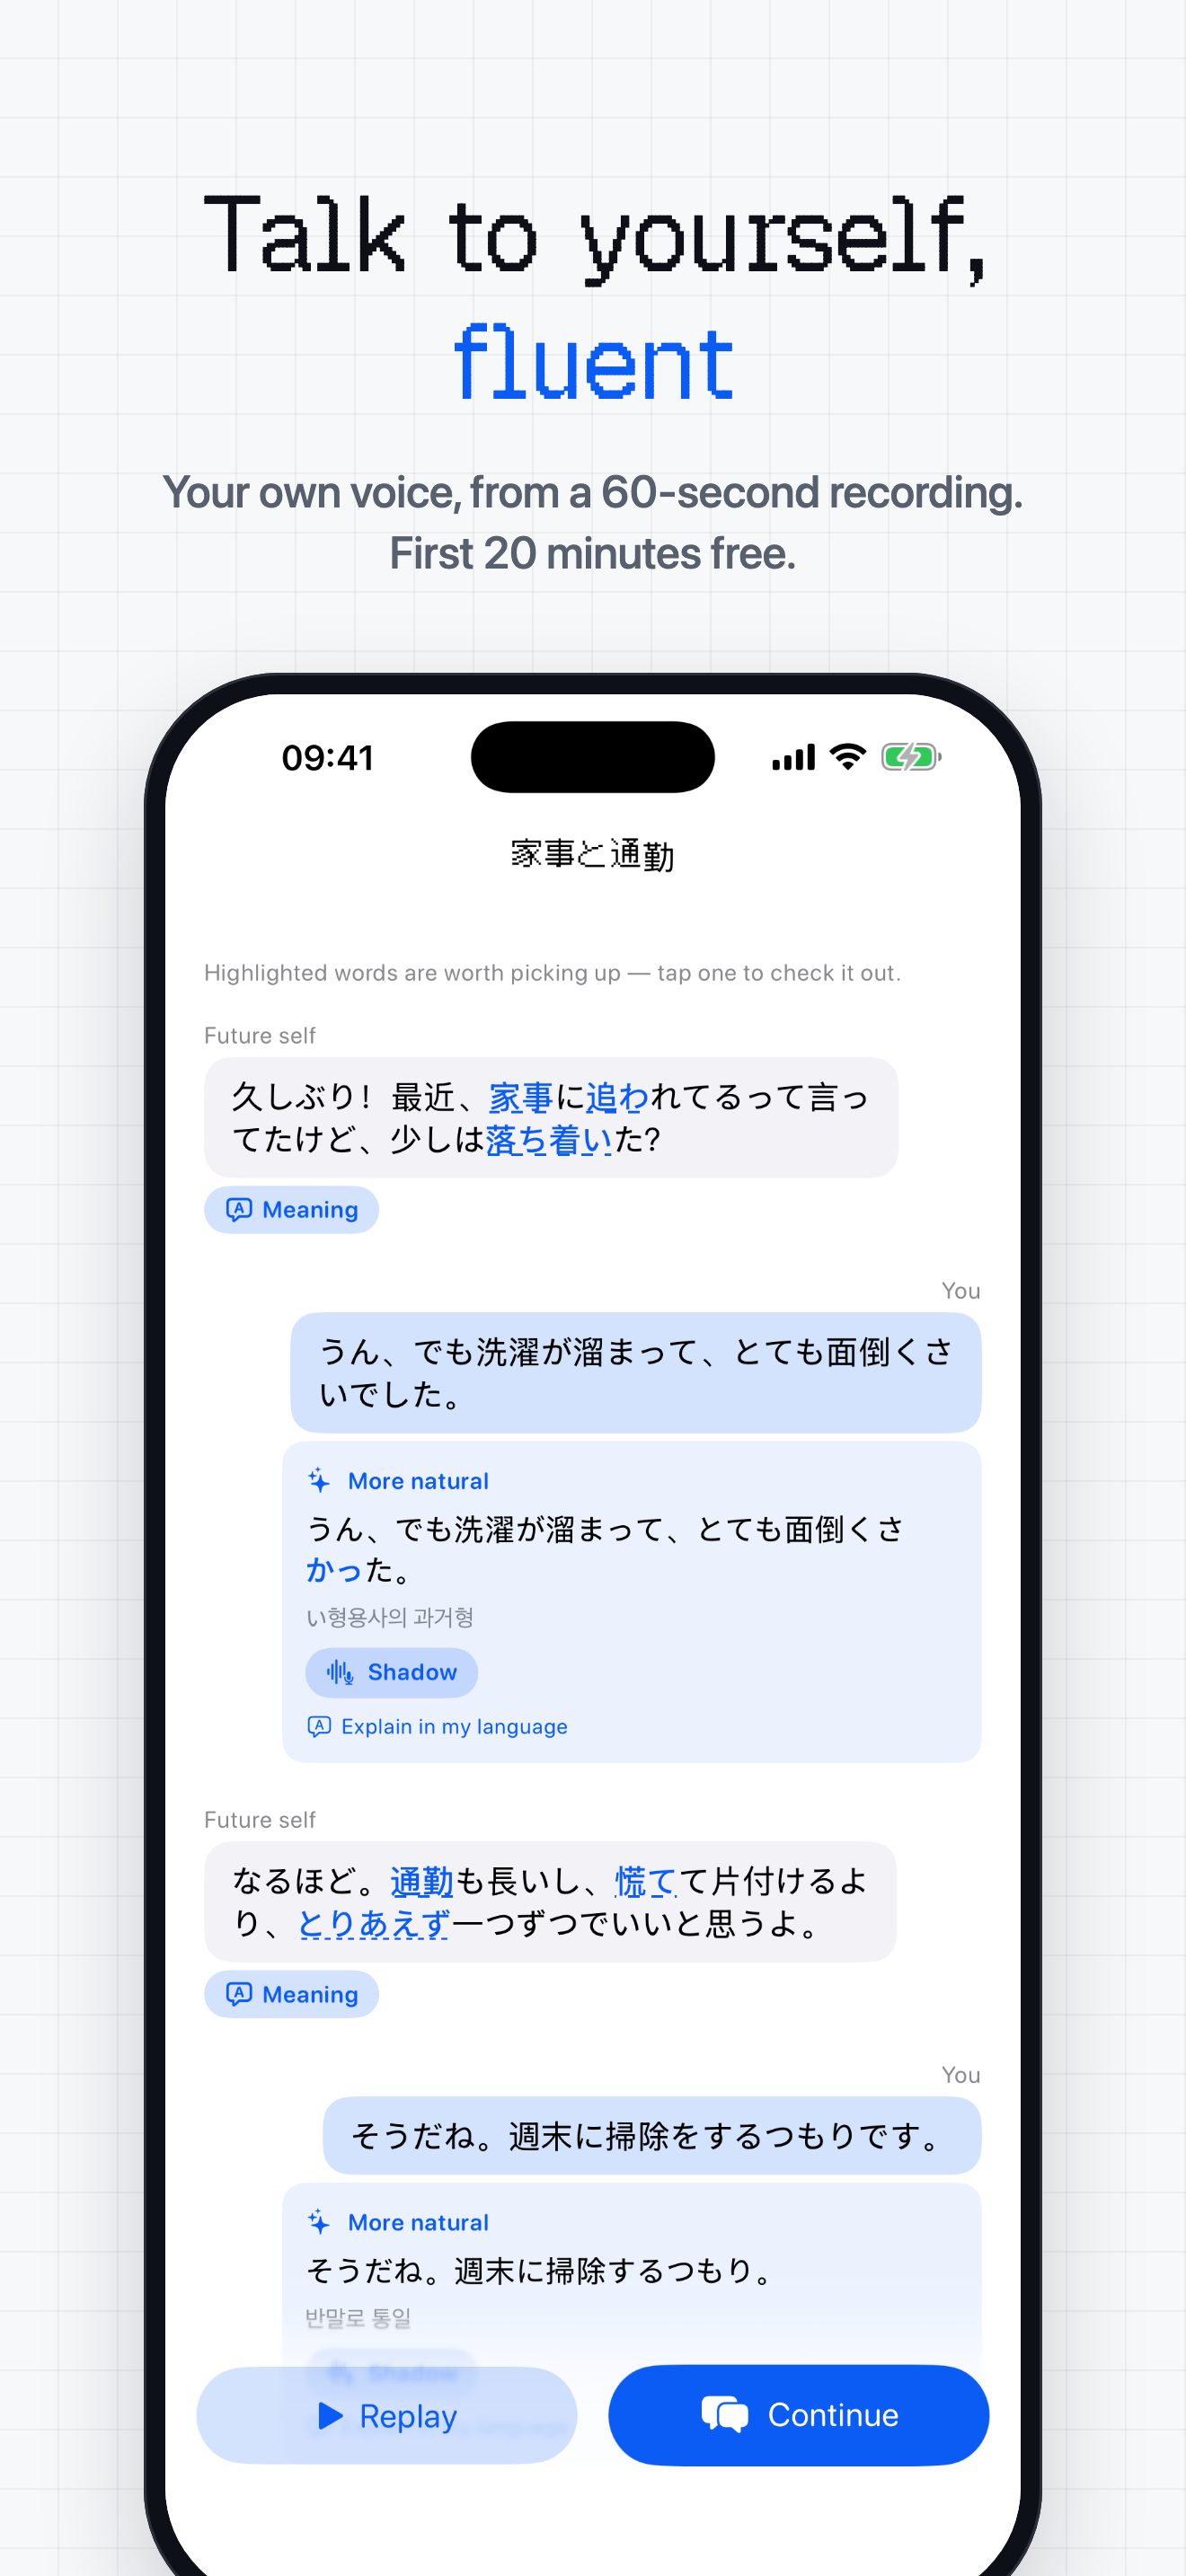 Talk to yourself,
fluent
Your own voice, from a 60-second recording.
First 20 minutes free.
09:41
家事と通勤
Highlighted words are worth picking up — tap one to check it out.
Future self
久しぶり！最近、家事に追われてるって言っ
てたけど、少しは落ち着いた?
Meaning
You
うん、でも洗濯が溜まって、とても面倒くさ
いでした。
More natural
うん、でも洗濯が溜まって、とても面倒くさ
かった。
い형용사의 과거형
Shadow
Explain in my language
Future self
なるほど。通勤も長いし、慌てて片付けるよ
り、とりあえず一つずつでいいと思うよ。
Meaning
You
そうだね。週末に掃除をするつもりです。
More natural
そうだね。週末に掃除するつもり。
반말로 통일
Shadow
Replay
Continue